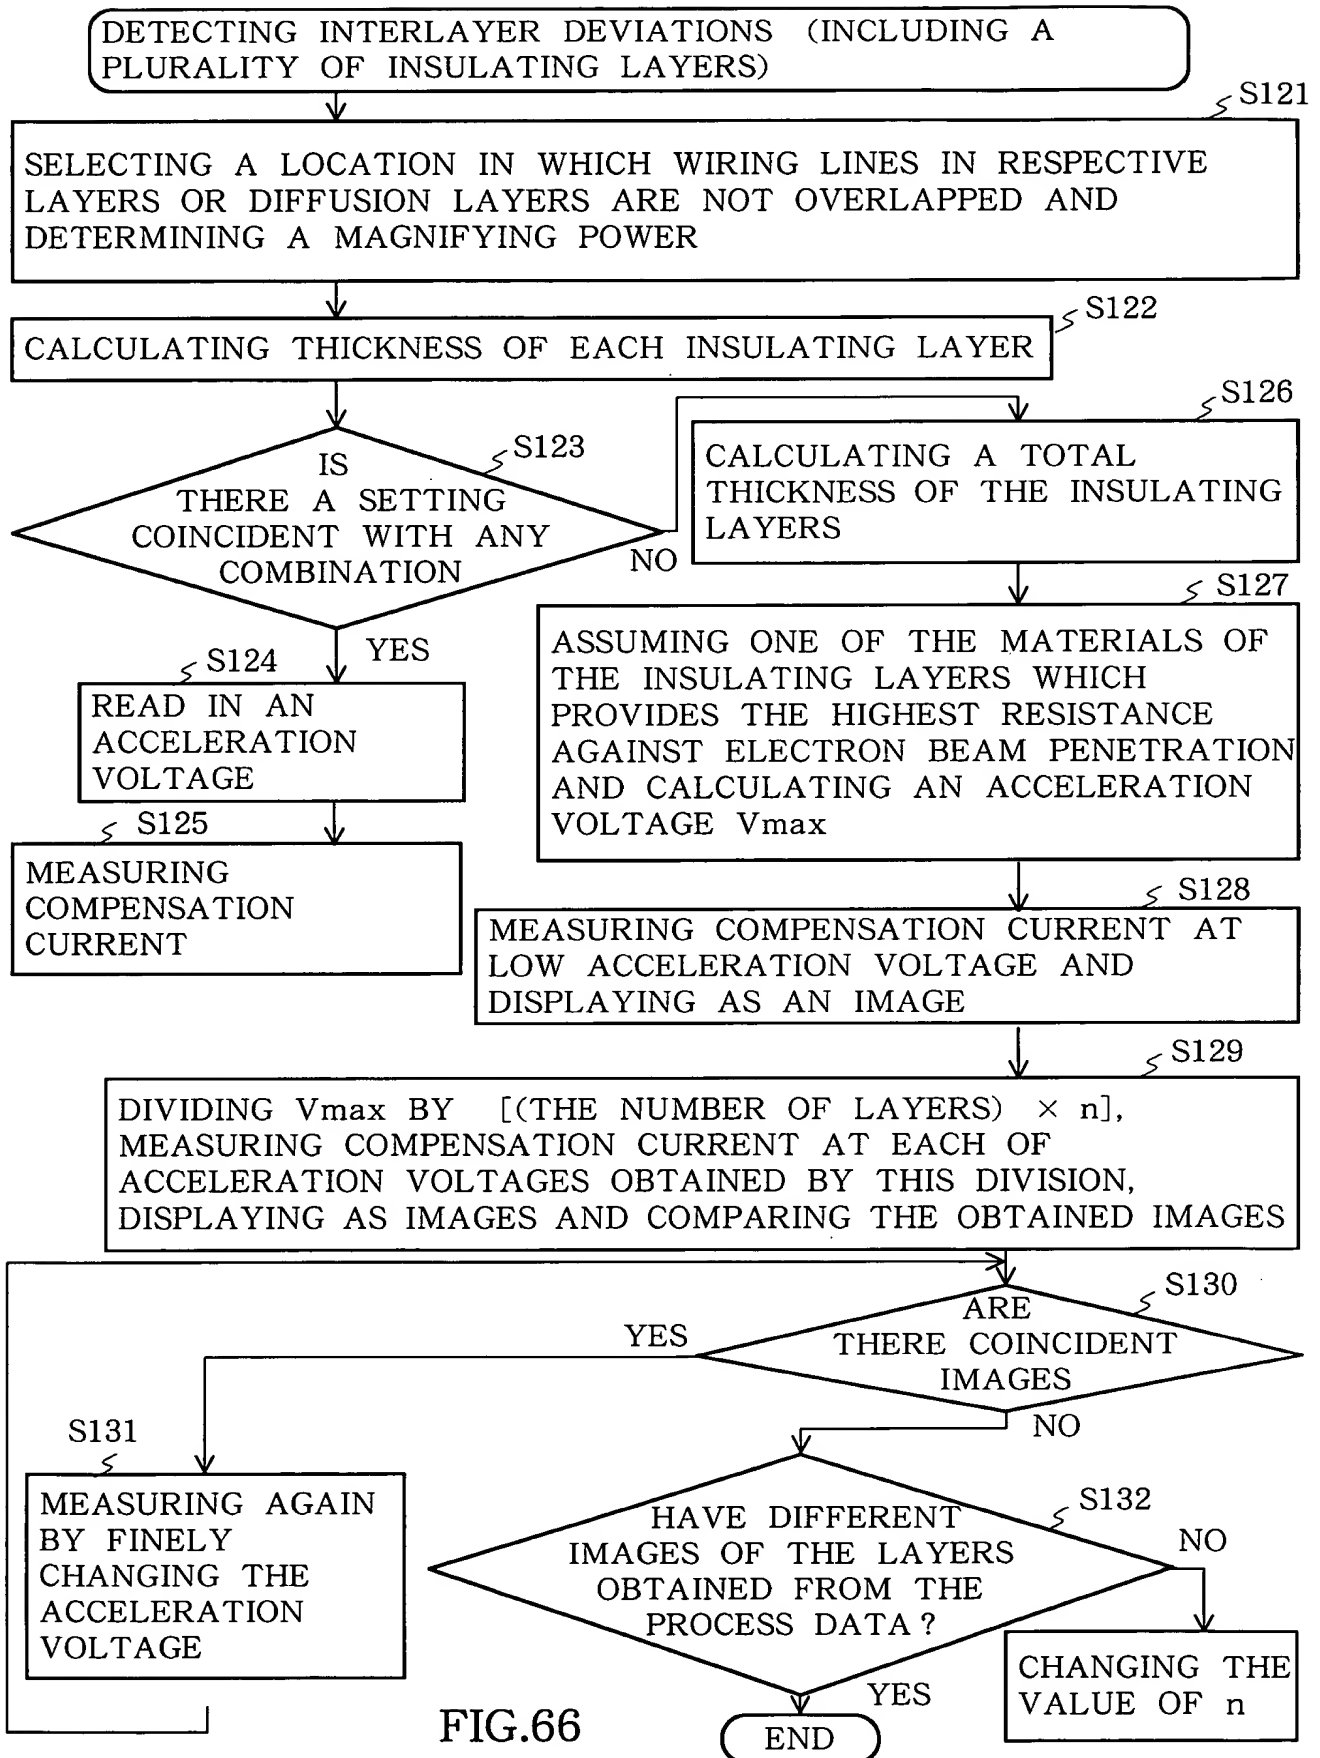 DETECTING INTERLAYER DEVIATIONS (INCLUDING A
PLURALITY OF INSULATING LAYERS)
S121
SELECTING A LOCATION IN WHICH WIRING LINES IN RESPECTIVE
LAYERS OR DIFFUSION LAYERS ARE NOT OVERLAPPED AND
DETERMINING A MAGNIFYING POWER
S122
CALCULATING THICKNESS OF EACH INSULATING LAYER
S123
IS
THERE A SETTING
COINCIDENT WITH ANY
COMBINATION
NO
YES
S126
CALCULATING A TOTAL
THICKNESS OF THE INSULATING
LAYERS
S124
READ IN AN
ACCELERATION
VOLTAGE
S125
MEASURING
COMPENSATION
CURRENT
S127
ASSUMING ONE OF THE MATERIALS OF
THE INSULATING LAYERS WHICH
PROVIDES THE HIGHEST RESISTANCE
AGAINST ELECTRON BEAM PENETRATION
AND CALCULATING AN ACCELERATION
VOLTAGE Vmax
S128
MEASURING COMPENSATION CURRENT AT
LOW ACCELERATION VOLTAGE AND
DISPLAYING AS AN IMAGE
S129
DIVIDING Vmax BY [(THE NUMBER OF LAYERS) × n],
MEASURING COMPENSATION CURRENT AT EACH OF
ACCELERATION VOLTAGES OBTAINED BY THIS DIVISION,
DISPLAYING AS IMAGES AND COMPARING THE OBTAINED IMAGES
S130
ARE
THERE COINCIDENT
IMAGES
YES
NO
S131
MEASURING AGAIN
BY FINELY
CHANGING THE
ACCELERATION
VOLTAGE
S132
HAVE DIFFERENT
IMAGES OF THE LAYERS
OBTAINED FROM THE
PROCESS DATA?
NO
YES
CHANGING THE
VALUE OF n
END
FIG.66